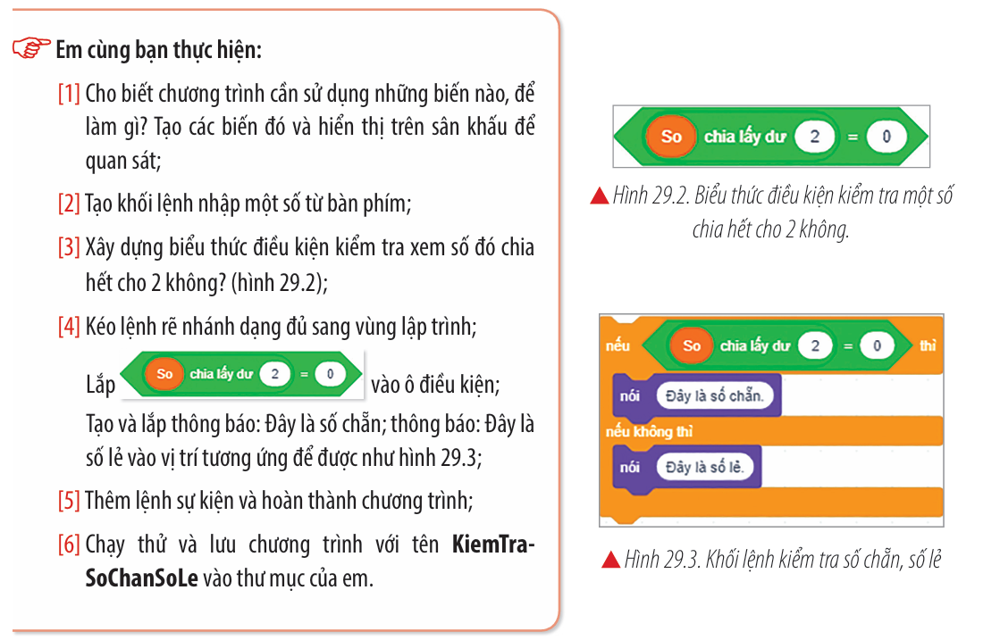 Em cùng bạn thực hiện:
[1] Cho biết chương trình cần sử dụng những biến nào, để
làm gì? Tạo các biến đó và hiển thị trên sân khấu để
quan sát;
[2] Tạo khối lệnh nhập một số từ bàn phím;
[3] Xây dựng biểu thức điều kiện kiểm tra xem số đó chia
hết cho 2 không? (hình 29.2);
[4] Kéo lệnh rẽ nhánh dạng đủ sang vùng lập trình;
Lắp So chia lấy dư 2 = 0 vào ô điều kiện;
Tạo và lắp thông báo: Đây là số chẵn; thông báo: Đây là
số lẻ vào vị trí tương ứng để được như hình 29.3;
[5] Thêm lệnh sự kiện và hoàn thành chương trình;
[6] Chạy thử và lưu chương trình với tên KiemTra-
SoChanSoLe vào thư mục của em.
So chia lấy dư 2 = 0
▲ Hình 29.2. Biểu thức điều kiện kiểm tra một số
chia hết cho 2 không.
nếu So chia lấy dư 2 = 0 thì
nói Đây là số chẵn.
nếu không thì
nói Đây là số lẻ.
▲ Hình 29.3. Khối lệnh kiểm tra số chẵn, số lẻ